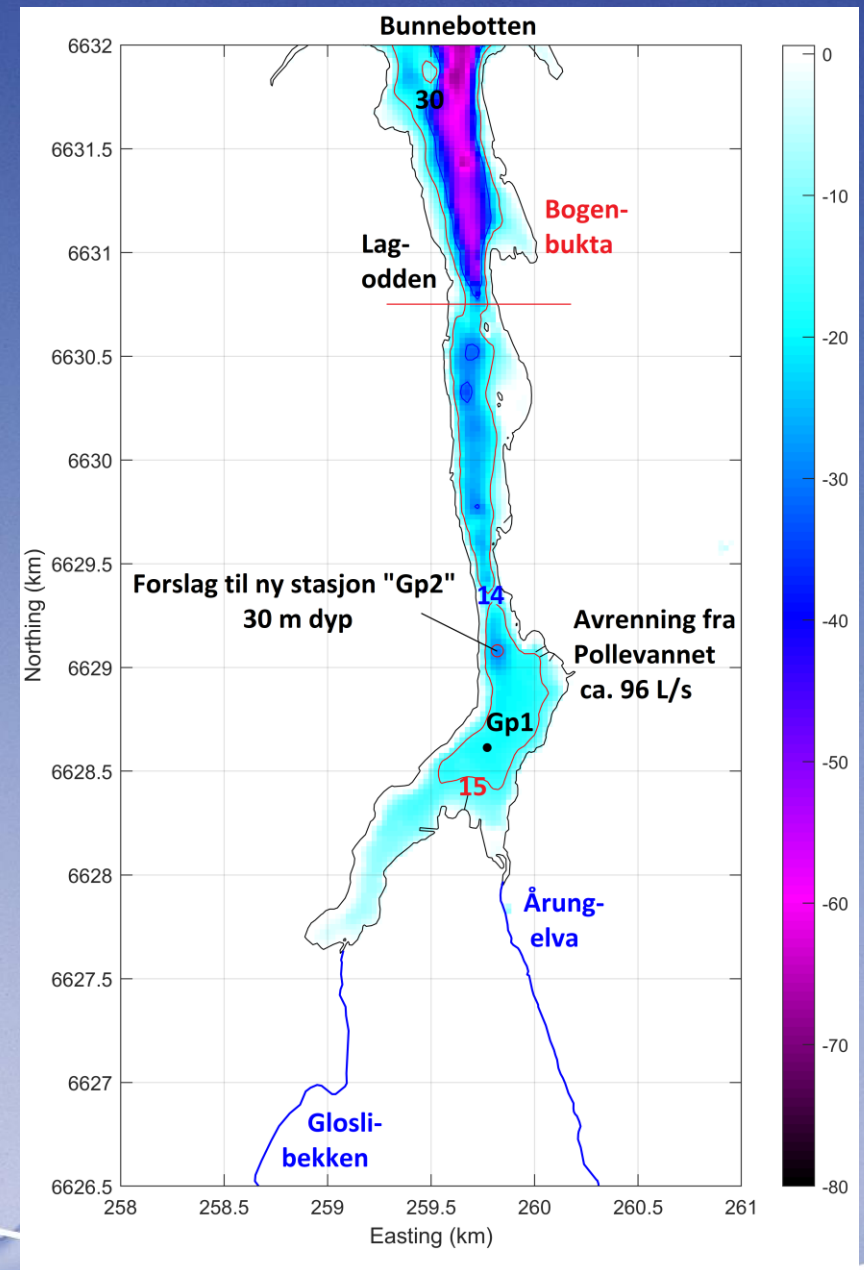 Bunnebotten
6632
6631.5
6631
6630.5
6630
6629.5
6629
6628.5
6628
6627.5
6627
6626.5
Northing (km)
30
Bogen-
bukta
Lag-
odden
Forslag til ny stasjon "Gp2"
30 m dyp
14
Avrenning fra
Pollevannet
ca. 96 L/s
Gp1
15
Årung-
elva
Glosli-
bekken
258
258.5
259
259.5
260
260.5
261
Easting (km)
0
-10
-20
-30
-40
-50
-60
-70
-80